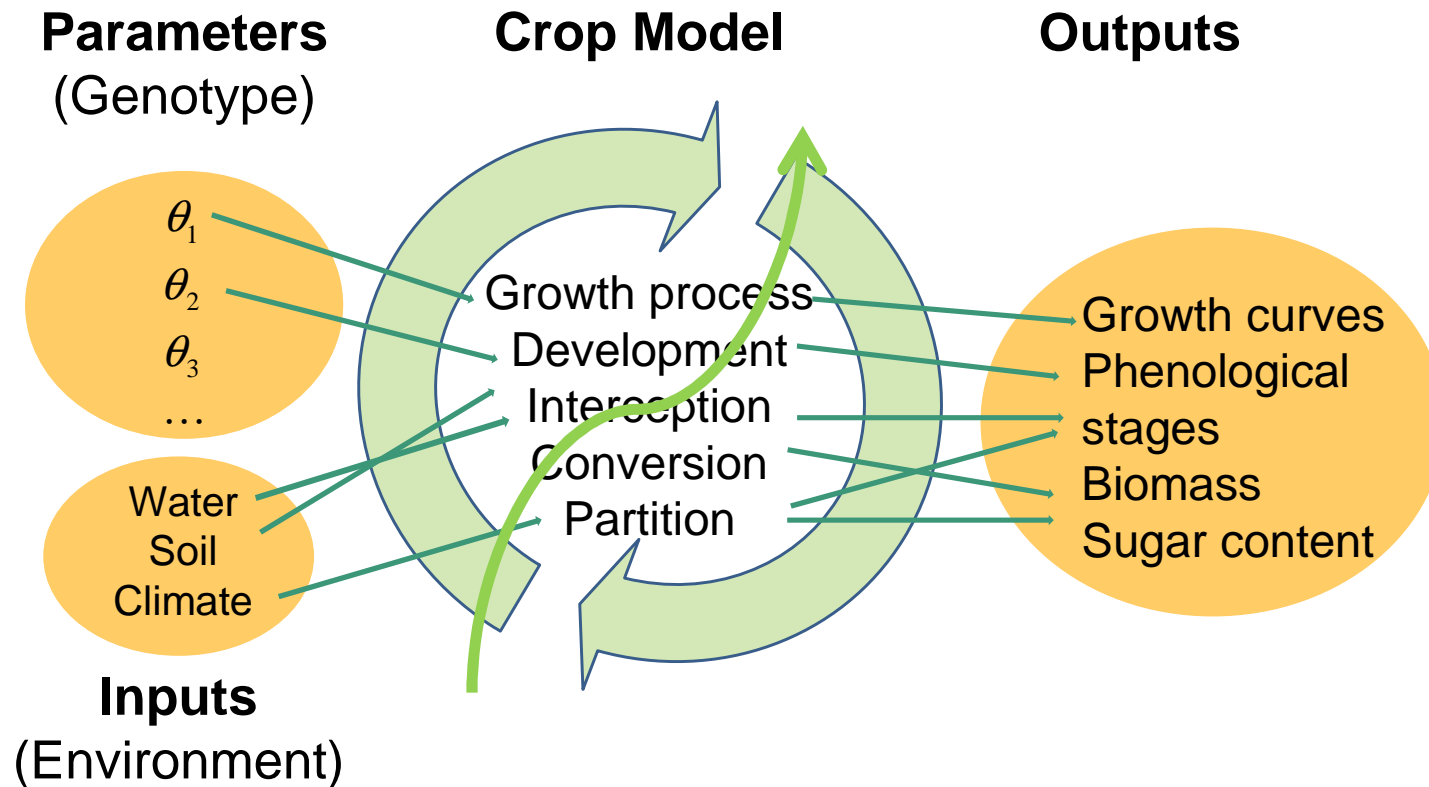 Parameters
(Genotype)
Crop Model
Outputs
θ₁
θ₂
θ₃
…
Water
Soil
Climate
Inputs
(Environment)
Growth process
Development
Interception
Conversion
Partition
Growth curves
Phenological
stages
Biomass
Sugar content